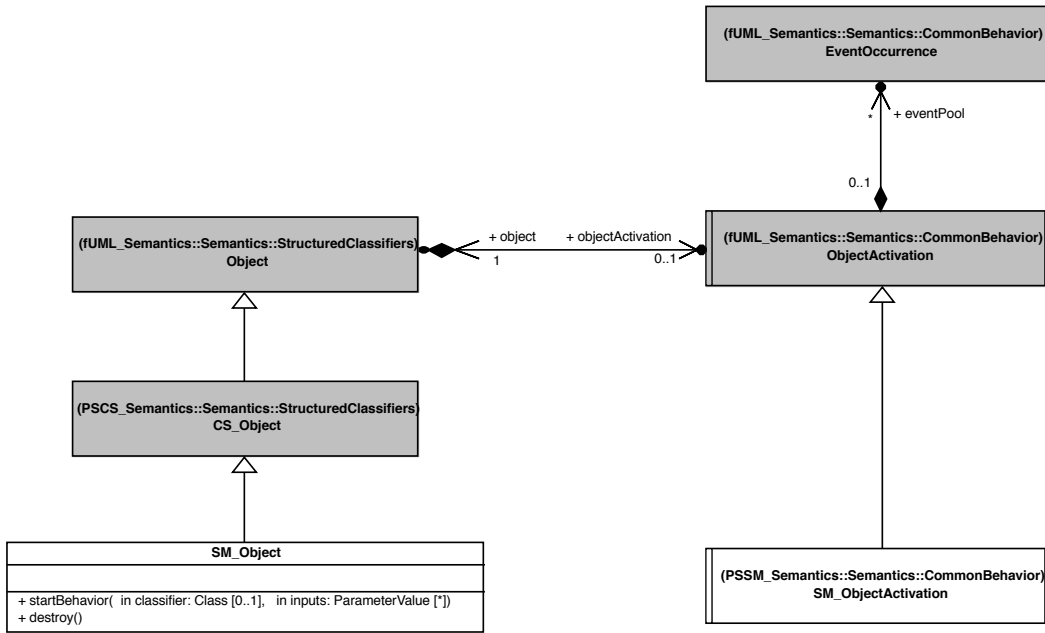 (fUML_Semantics::Semantics::CommonBehavior)
EventOccurrence
* + eventPool
0..1
(fUML_Semantics::Semantics::StructuredClassifiers)
Object
+ object + objectActivation
1 0..1
(fUML_Semantics::Semantics::CommonBehavior)
ObjectActivation
(PSCS_Semantics::Semantics::StructuredClassifiers)
CS_Object
SM_Object
+ startBehavior( in classifier: Class [0..1], in inputs: ParameterValue [*])
+ destroy()
(PSSM_Semantics::Semantics::CommonBehavior)
SM_ObjectActivation